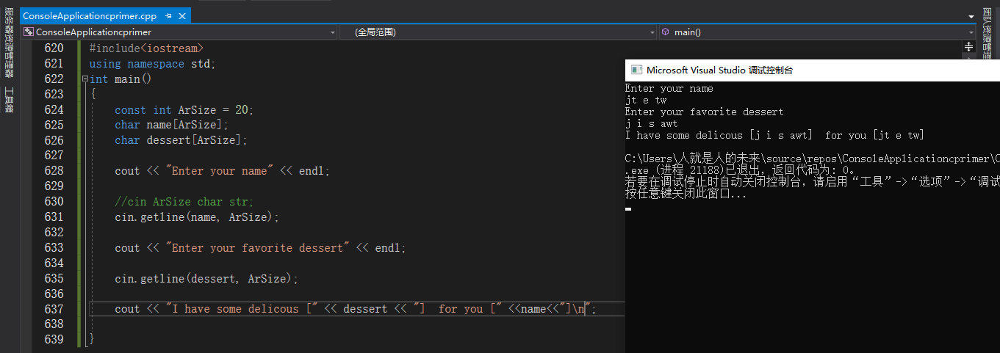 服务器资源管理器
工具箱
ConsoleApplicationcprimer.cpp
ConsoleApplicationcprimer
(全局范围)
main()
团队资源管理
620 #include<iostream>
621 using namespace std;
622 int main()
623 {
624 const int ArSize = 20;
625 char name[ArSize];
626 char dessert[ArSize];
627
628 cout << "Enter your name" << endl;
629
630 //cin ArSize char str;
631 cin.getline(name, ArSize);
632
633 cout << "Enter your favorite dessert" << endl;
634
635 cin.getline(dessert, ArSize);
636
637 cout << "I have some delicous [" << dessert << "]  for you [" <<name<<"]\n";
638
639 }
Microsoft Visual Studio 调试控制台
Enter your name
jt e tw
Enter your favorite dessert
j i s awt
I have some delicous [j i s awt]  for you [jt e tw]
C:\Users\人就是人的未来\source\repos\ConsoleApplicationcprimer\C
.exe (进程 21188)已退出，返回代码为: 0。
若要在调试停止时自动关闭控制台，请启用“工具”->“选项”->“调试
按任意键关闭此窗口...